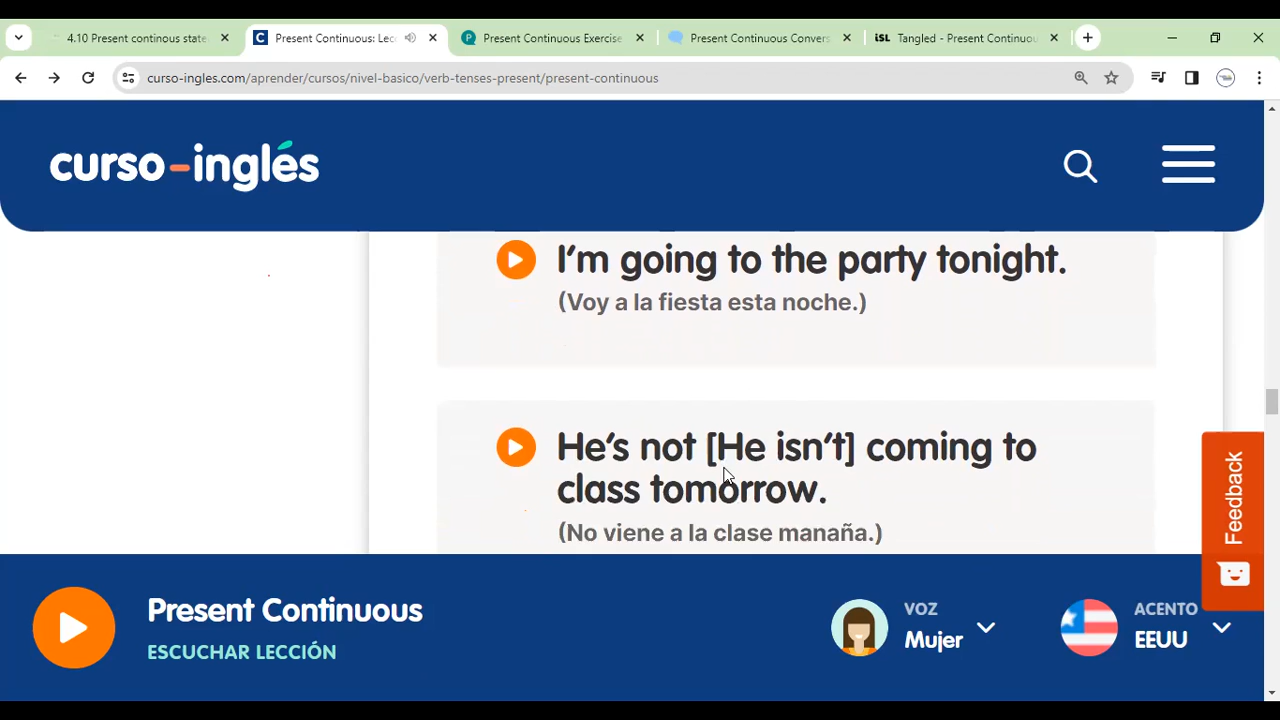 4.10 Present continous state
Present Continuous: Lec
Present Continuous Exercise
Present Continuous Convers
iSL Tangled - Present Continuou
curso-ingles.com/aprender/cursos/nivel-basico/verb-tenses-present/present-continuous
curso-inglés
I'm going to the party tonight.
(Voy a la fiesta esta noche.)
He's not [He isn't] coming to
class tomorrow.
(No viene a la clase manaña.)
Feedback
Present Continuous
ESCUCHAR LECCIÓN
VOZ
Mujer
ACENTO
EEUU